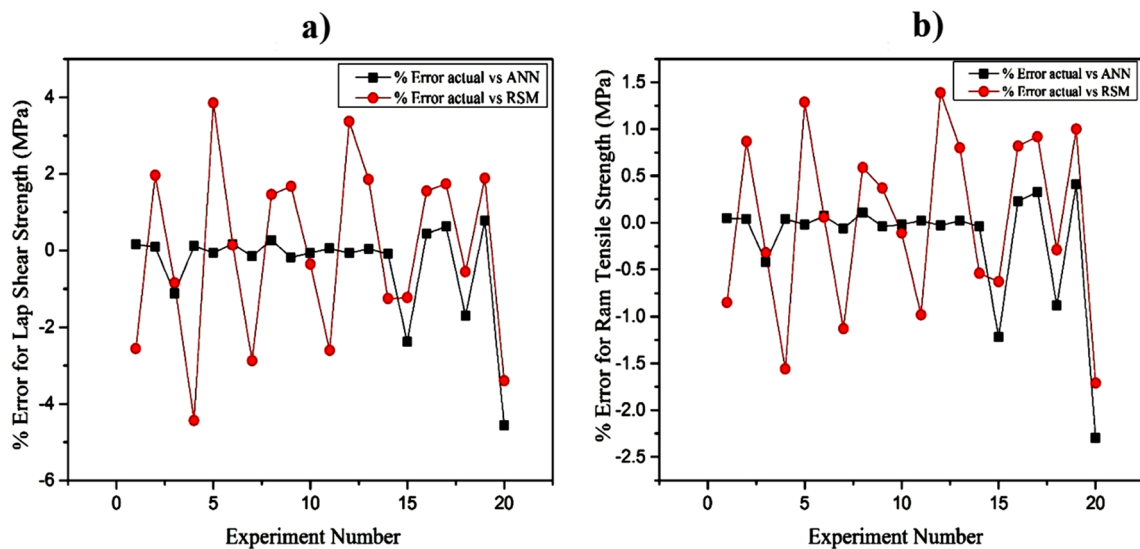 a)
% Error actual vs ANN
% Error actual vs RSM
% Error for Lap Shear Strength (MPa)
4
2
0
-2
-4
-6
0
5
10
15
20
Experiment Number
b)
% Error actual vs ANN
% Error actual vs RSM
% Error for Ram Tensile Strength (MPa)
1.5
1.0
0.5
0.0
-0.5
-1.0
-1.5
-2.0
-2.5
0
5
10
15
20
Experiment Number